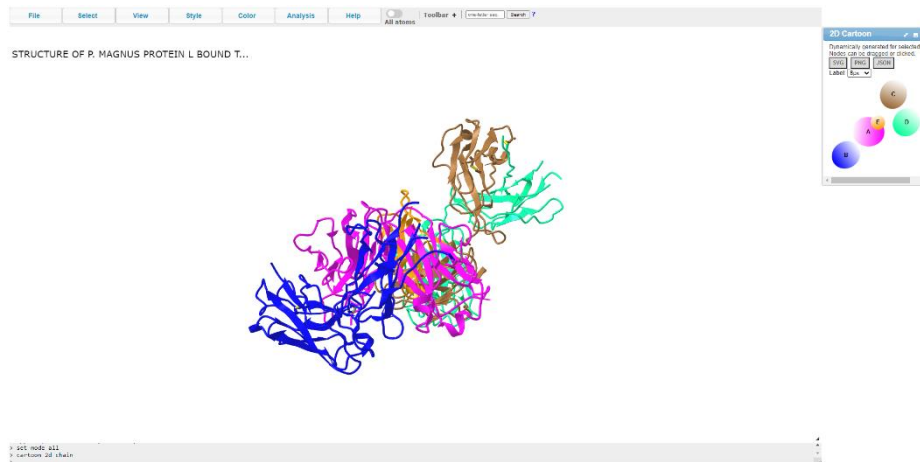 File Select View Style Color Analysis Help All atoms Toolbar + Search ?
STRUCTURE OF P. MAGNUS PROTEIN L BOUND T...
2D Cartoon
Dynamically generated for selected
Nodes can be dragged or clicked.
SVG PNG JSON
Label 8px
C
E
D
A
B
> set mode all
> cartoon 2d chain